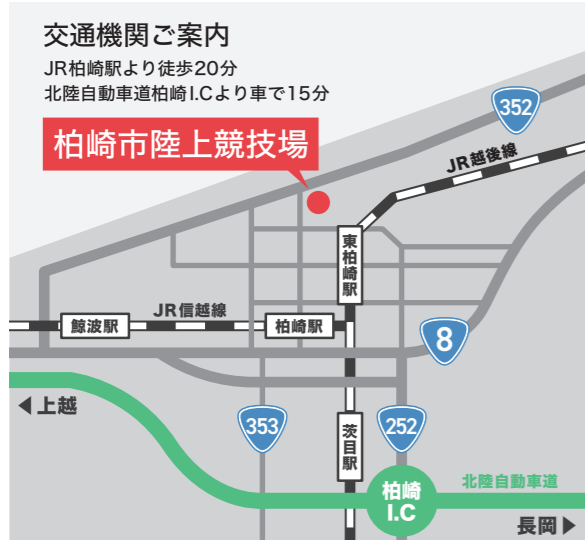 交通機関ご案内
JR柏崎駅より徒歩20分
北陸自動車道柏崎I.Cより車で15分
352
柏崎市陸上競技場
JR越後線
東柏崎駅
JR信越線
鯨波駅
柏崎駅
8
◀上越
353
茨目駅
252
柏崎
I.C
北陸自動車道
長岡▶